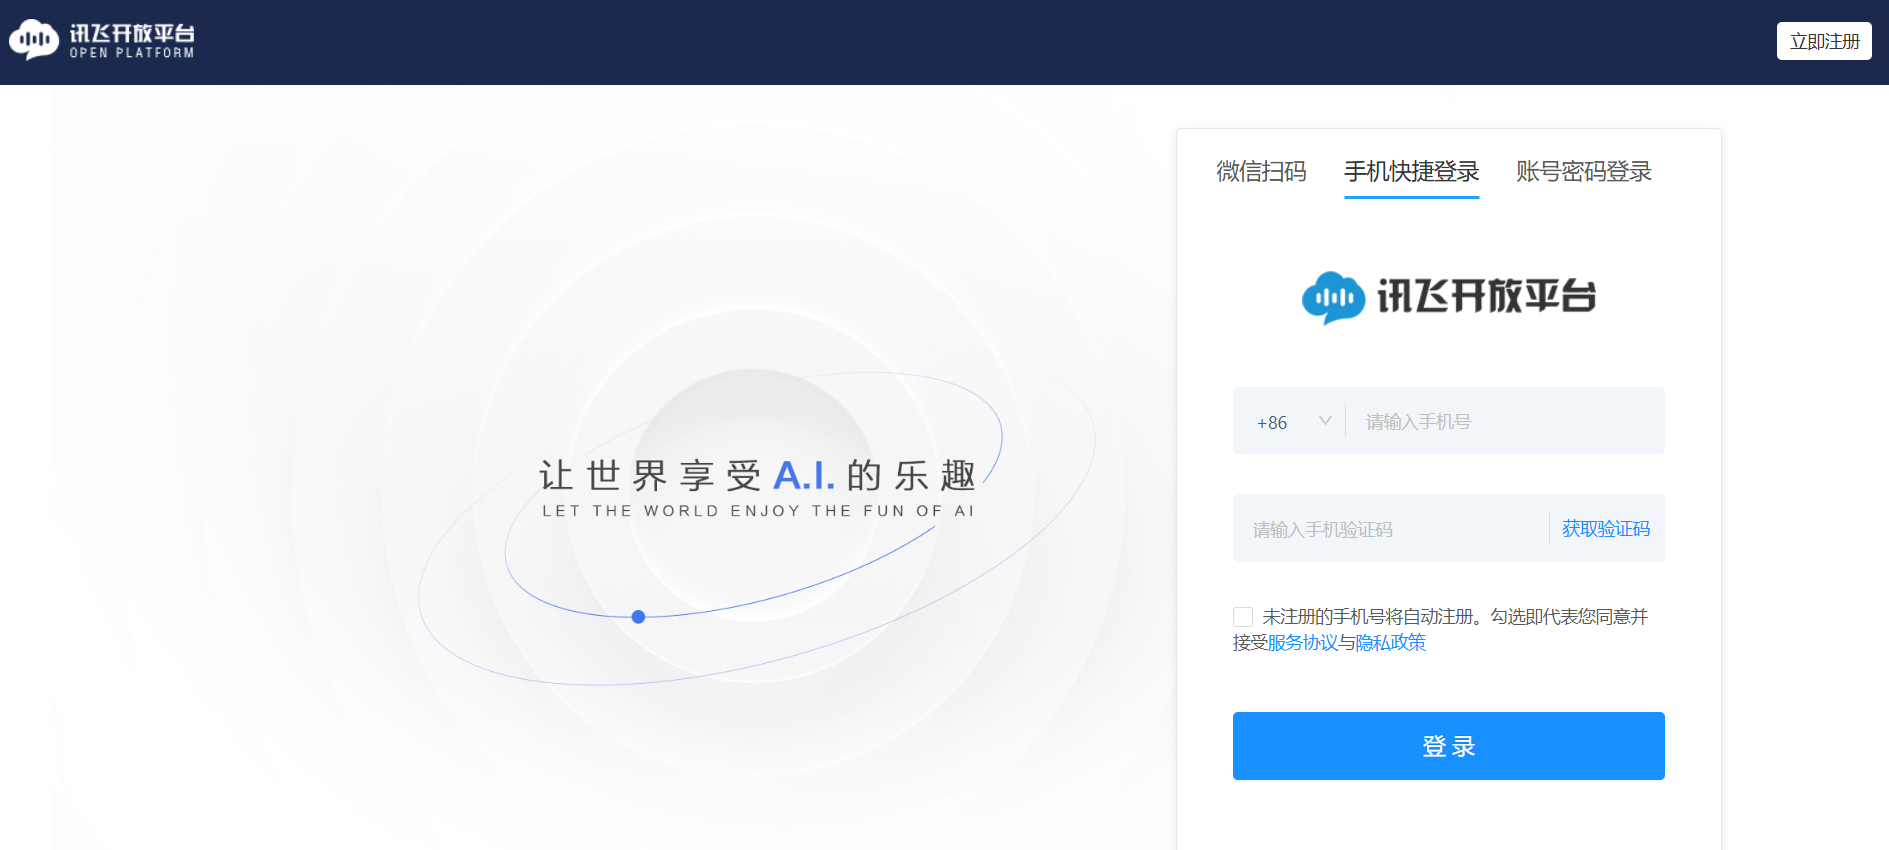 讯飞开放平台
OPEN PLATFORM
立即注册
微信扫码 手机快捷登录 账号密码登录
讯飞开放平台
+86 请输入手机号
让世界享受A.I.的乐趣
LET THE WORLD ENJOY THE FUN OF AI
请输入手机验证码 获取验证码
未注册的手机号将自动注册。勾选即代表您同意并
接受服务协议与隐私政策
登录